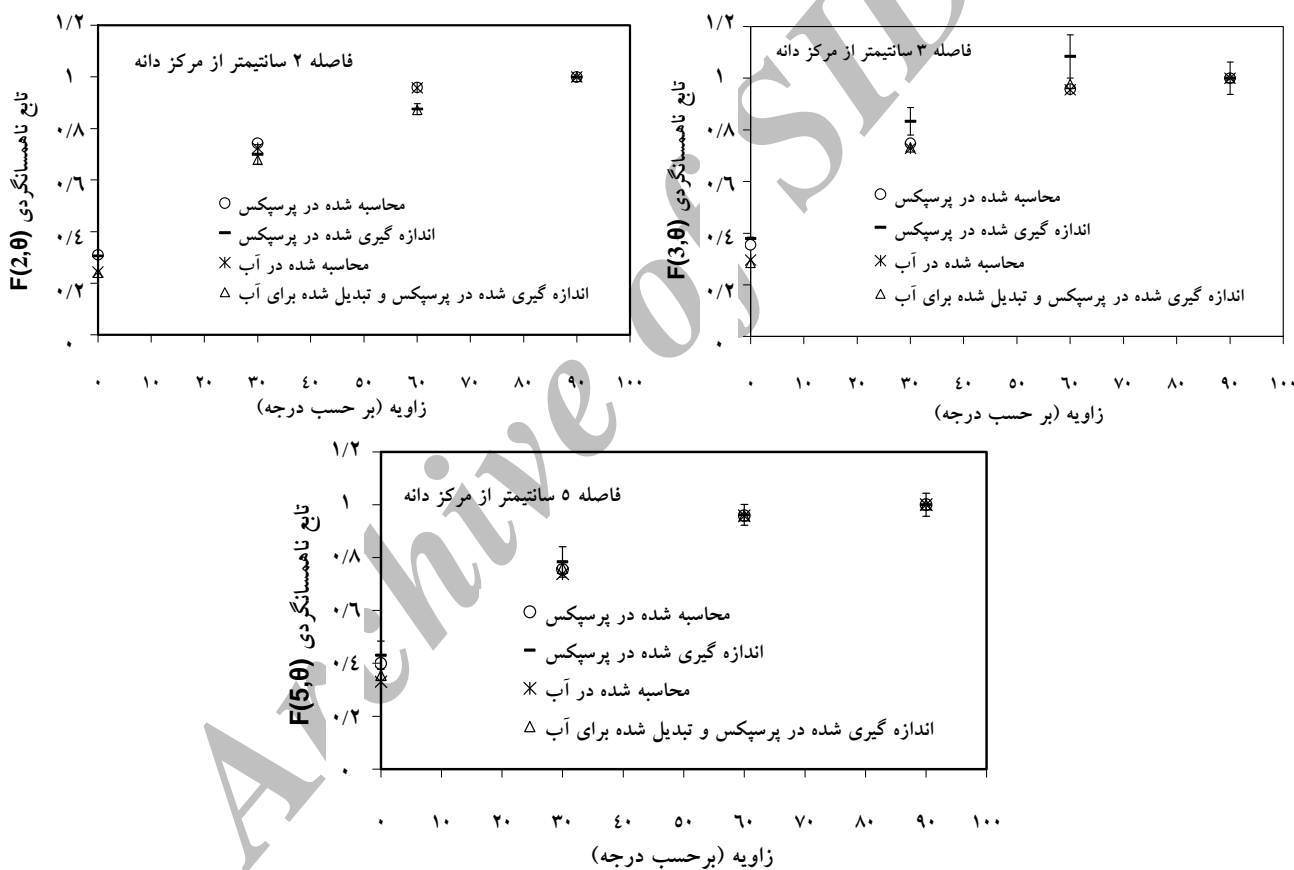 فاصله ۲ سانتیمتر از مرکز دانه
تابع ناهمسانگردی F(2,θ)
۱/۲
۱
۰/۸
۰/۶
۰/۴
۰/۲
۰
محاسبه شده در پرسپکس
اندازه گیری شده در پرسپکس
محاسبه شده در آب
اندازه گیری شده در پرسپکس و تبدیل شده برای آب
۰ ۱۰ ۲۰ ۳۰ ٤۰ ۵۰ ٦۰ ۷۰ ۸۰ ۹۰ ۱۰۰
زاویه (بر حسب درجه)
فاصله ۳ سانتیمتر از مرکز دانه
تابع ناهمسانگردی F(3,θ)
۱/۲
۱
۰/۸
۰/۶
۰/۴
۰/۲
۰
محاسبه شده در پرسپکس
اندازه گیری شده در پرسپکس
محاسبه شده در آب
اندازه گیری شده در پرسپکس و تبدیل شده برای آب
۰ ۱۰ ۲۰ ۳۰ ٤۰ ۵۰ ٦۰ ۷۰ ۸۰ ۹۰ ۱۰۰
زاویه (بر حسب درجه)
فاصله ۵ سانتیمتر از مرکز دانه
تابع ناهمسانگردی F(5,θ)
۱/۲
۱
۰/۸
۰/۶
۰/۴
۰/۲
۰
محاسبه شده در پرسپکس
اندازه گیری شده در پرسپکس
محاسبه شده در آب
اندازه گیری شده در پرسپکس و تبدیل شده برای آب
۰ ۱۰ ۲۰ ۳۰ ٤۰ ۵۰ ٦۰ ۷۰ ۸۰ ۹۰ ۱۰۰
زاویه (برحسب درجه)
Archive of SID